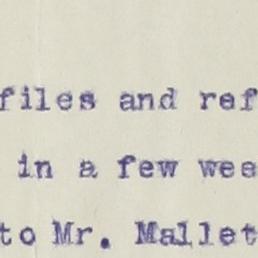 files and ref
in a few wee
to Mr. Mallet